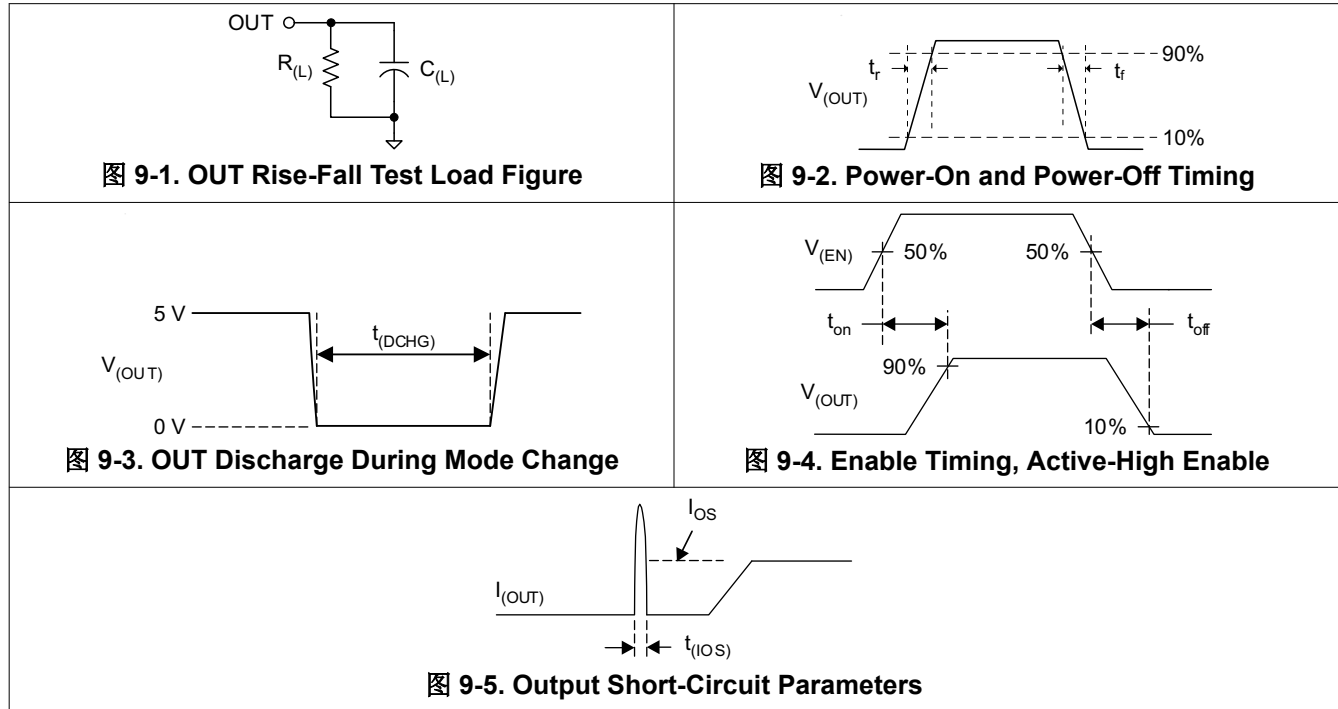 OUT
R(L)
C(L)
图 9-1. OUT Rise-Fall Test Load Figure
90%
tr
tf
V(OUT)
10%
图 9-2. Power-On and Power-Off Timing
5 V
t(DCHG)
V(OUT)
0 V
图 9-3. OUT Discharge During Mode Change
V(EN)
50%
50%
ton
toff
90%
V(OUT)
10%
图 9-4. Enable Timing, Active-High Enable
IOS
I(OUT)
t(IOS)
图 9-5. Output Short-Circuit Parameters